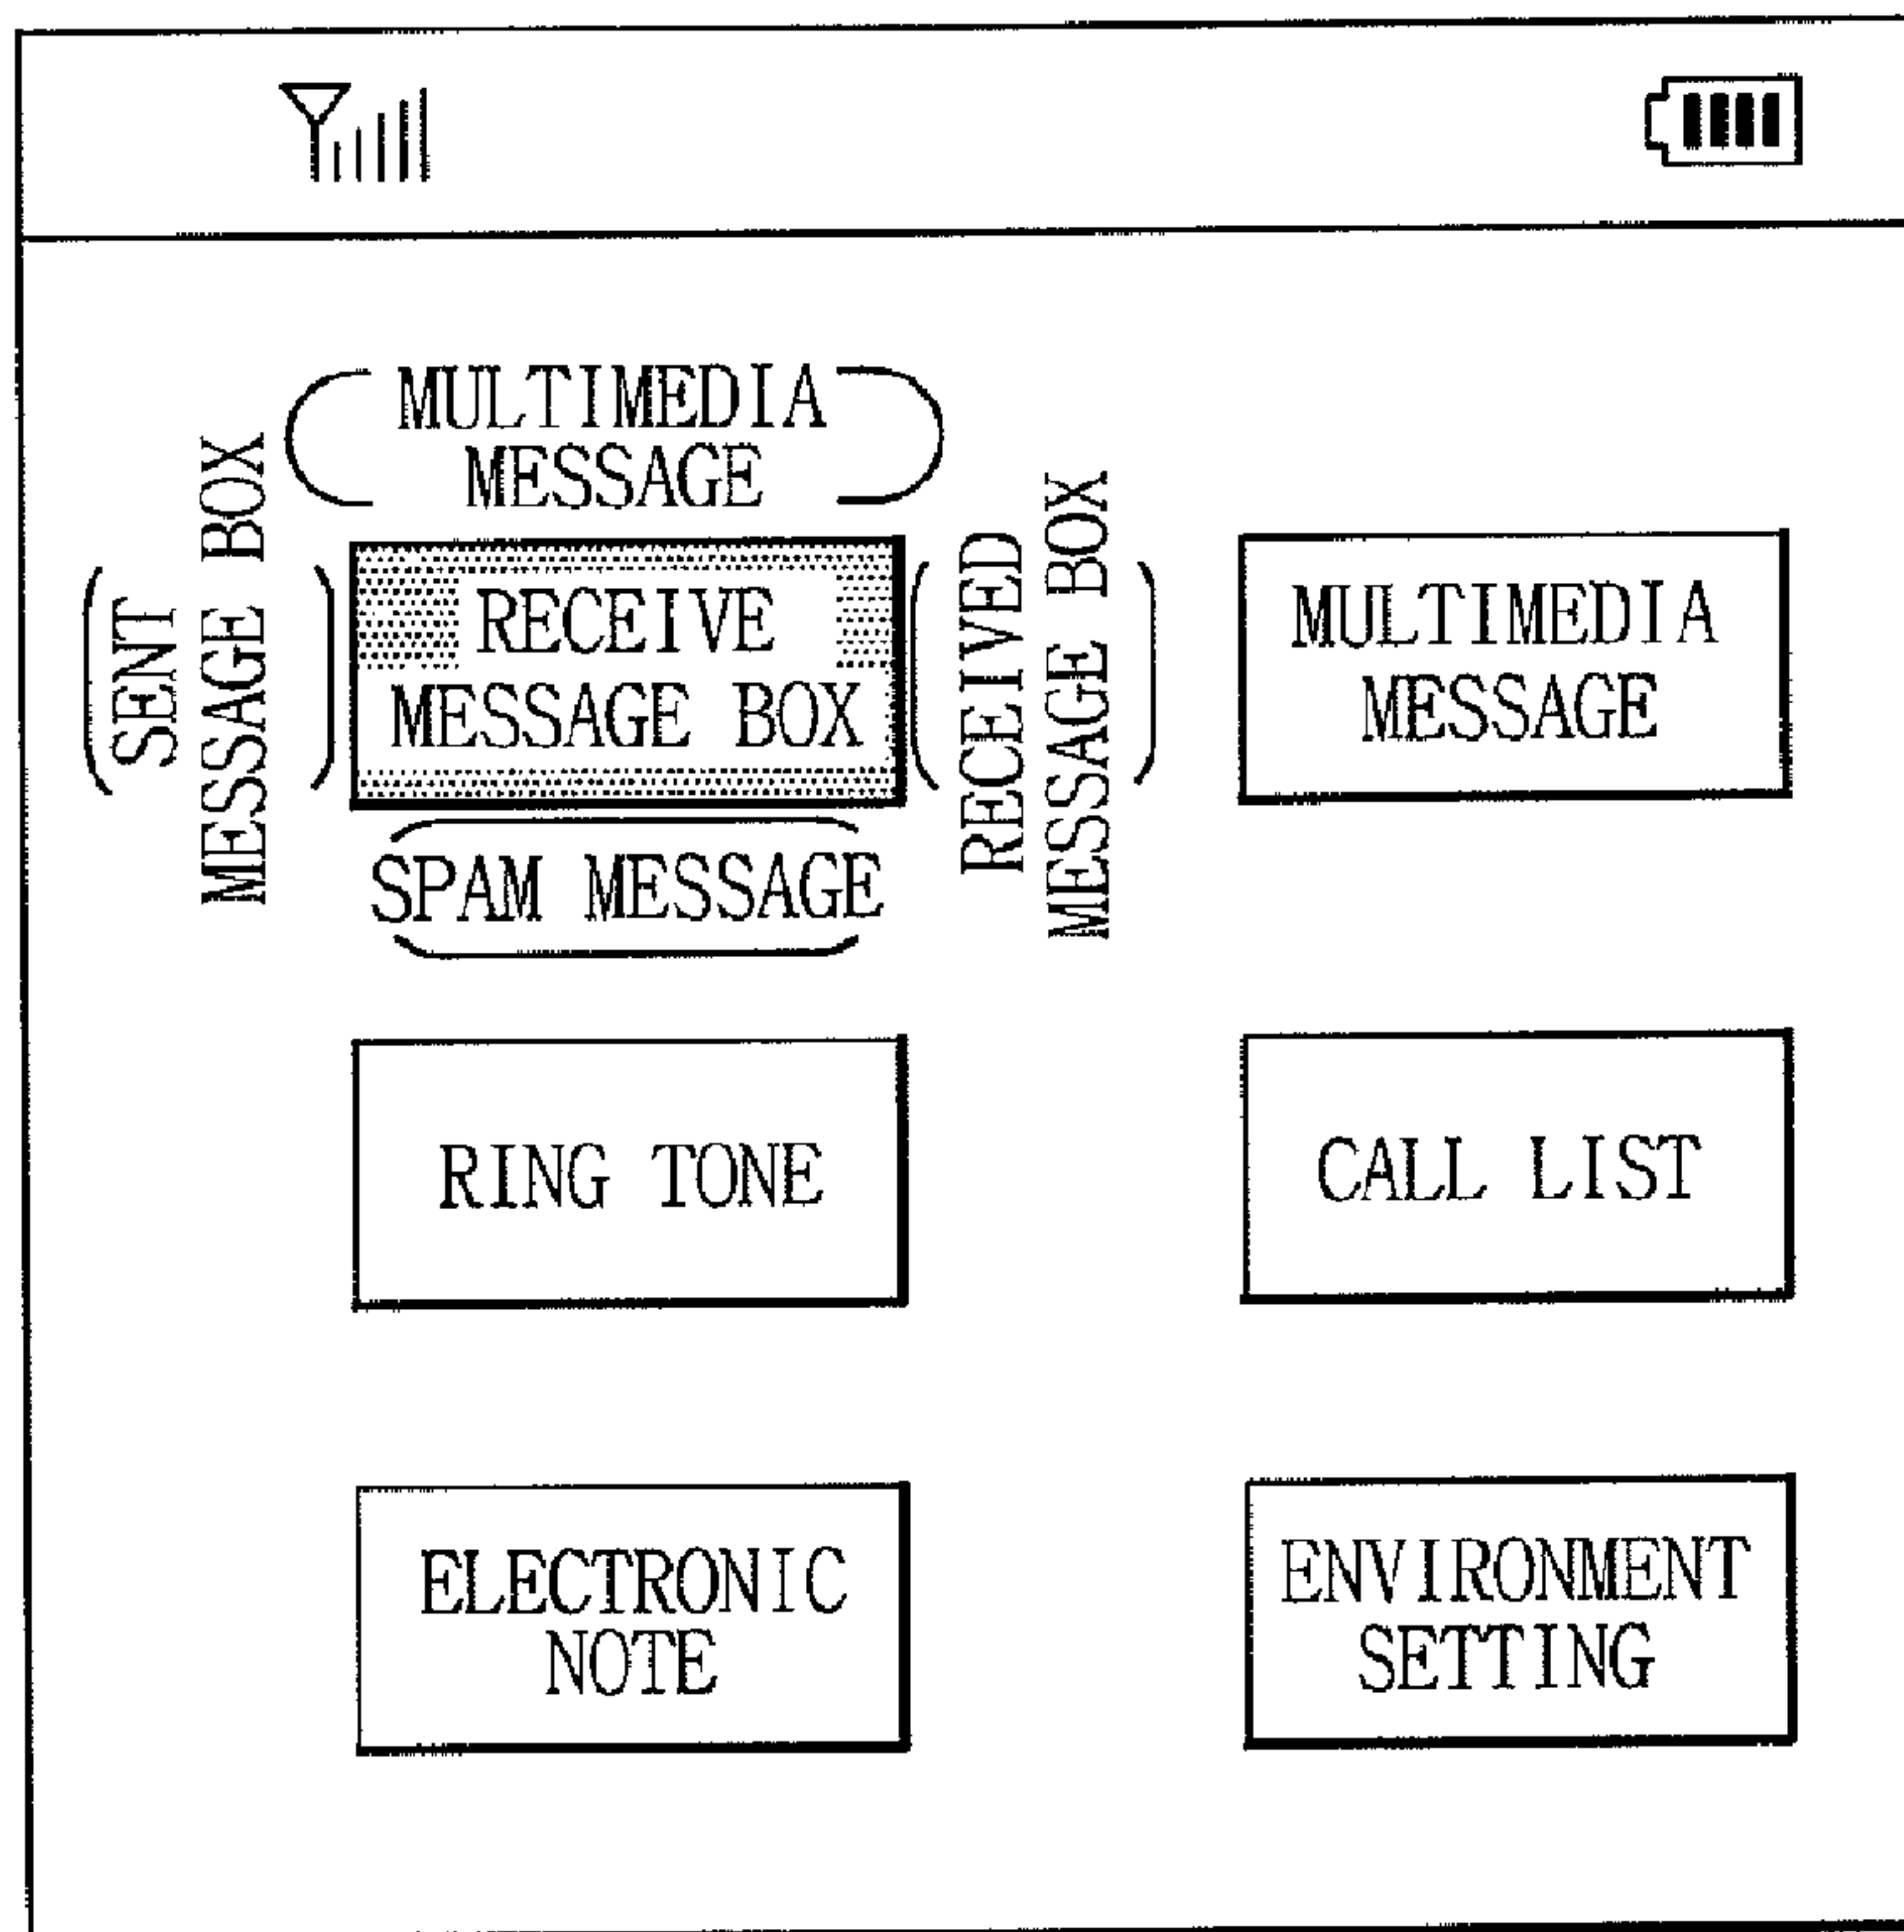 MULTIMEDIA
MESSAGE
SENT
MESSAGE BOX
RECEIVE
MESSAGE BOX
RECEIVED
MESSAGE BOX
SPAM MESSAGE
MULTIMEDIA
MESSAGE
RING TONE
CALL LIST
ELECTRONIC
NOTE
ENVIRONMENT
SETTING